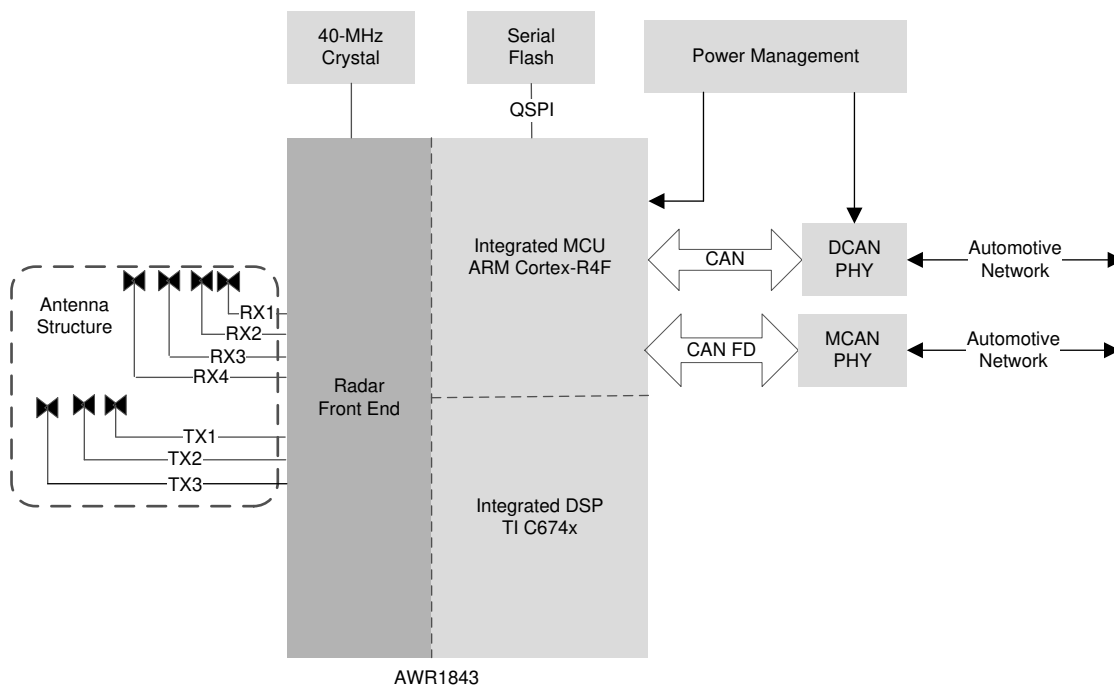 40-MHz
Crystal
Serial
Flash
Power Management
QSPI
Integrated MCU
ARM Cortex-R4F
CAN
DCAN
PHY
Automotive
Network
Antenna
Structure
RX1
RX2
RX3
RX4
CAN FD
MCAN
PHY
Automotive
Network
Radar
Front End
TX1
TX2
TX3
Integrated DSP
TI C674x
AWR1843